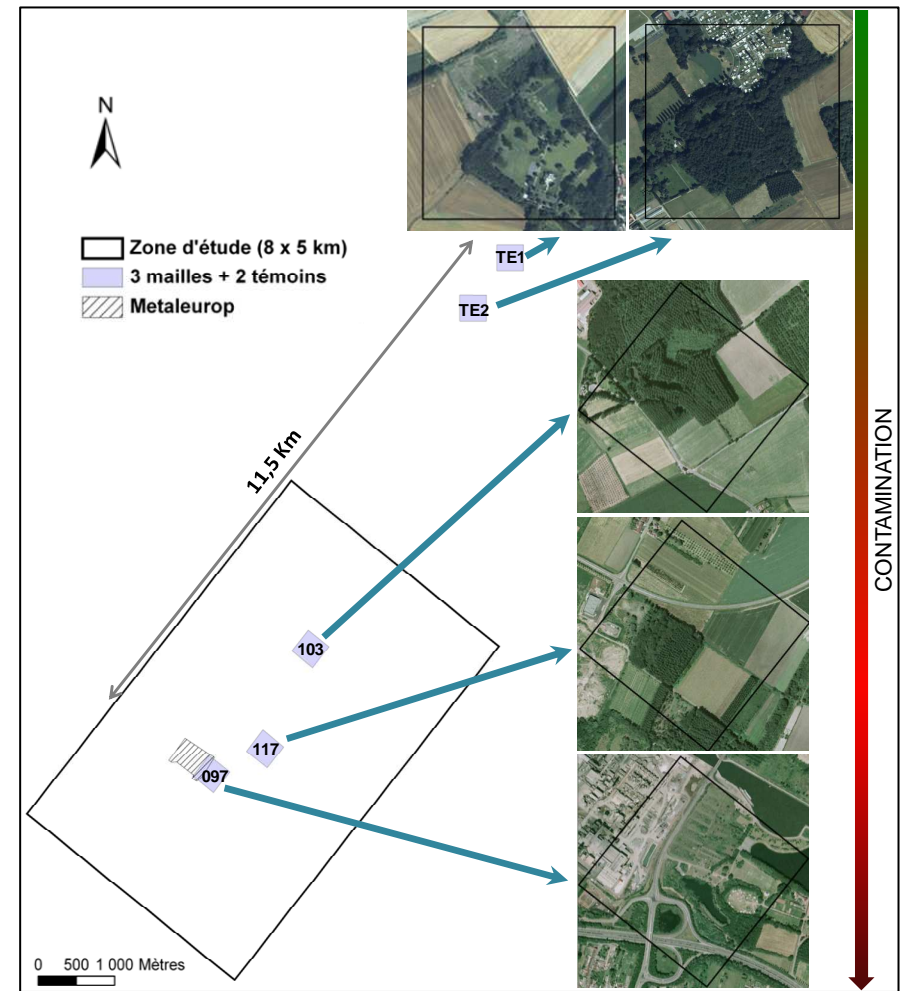 N
Zone d'étude (8 x 5 km)
3 mailles + 2 témoins
Metaleurop
TE1
TE2
11,5 Km
103
117
097
CONTAMINATION
0 500 1 000 Mètres